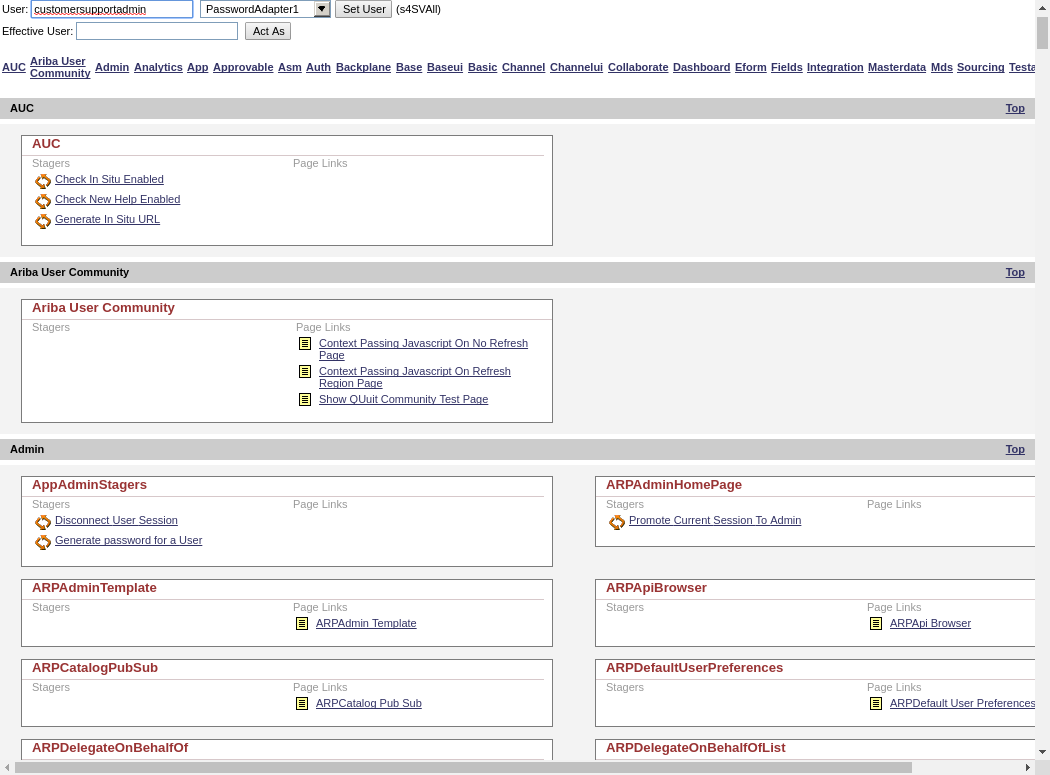 User: customersupportadmin PasswordAdapter1 Set User (s4SVAll)
Effective User: Act As
AUC Ariba User Community Admin Analytics App Approvable Asm Auth Backplane Base Baseui Basic Channel Channelui Collaborate Dashboard Eform Fields Integration Masterdata Mds Sourcing Testa
AUC Top
AUC
Stagers Page Links
Check In Situ Enabled
Check New Help Enabled
Generate In Situ URL
Ariba User Community Top
Ariba User Community
Stagers Page Links
Context Passing Javascript On No Refresh
Page
Context Passing Javascript On Refresh
Region Page
Show QUuit Community Test Page
Admin Top
AppAdminStagers ARPAdminHomePage
Stagers Page Links Stagers Page Links
Disconnect User Session Promote Current Session To Admin
Generate password for a User
ARPAdminTemplate ARPApiBrowser
Stagers Page Links Stagers Page Links
ARPAdmin Template ARPApi Browser
ARPCatalogPubSub ARPDefaultUserPreferences
Stagers Page Links Stagers Page Links
ARPCatalog Pub Sub ARPDefault User Preferences
ARPDelegateOnBehalfOf ARPDelegateOnBehalfOfList